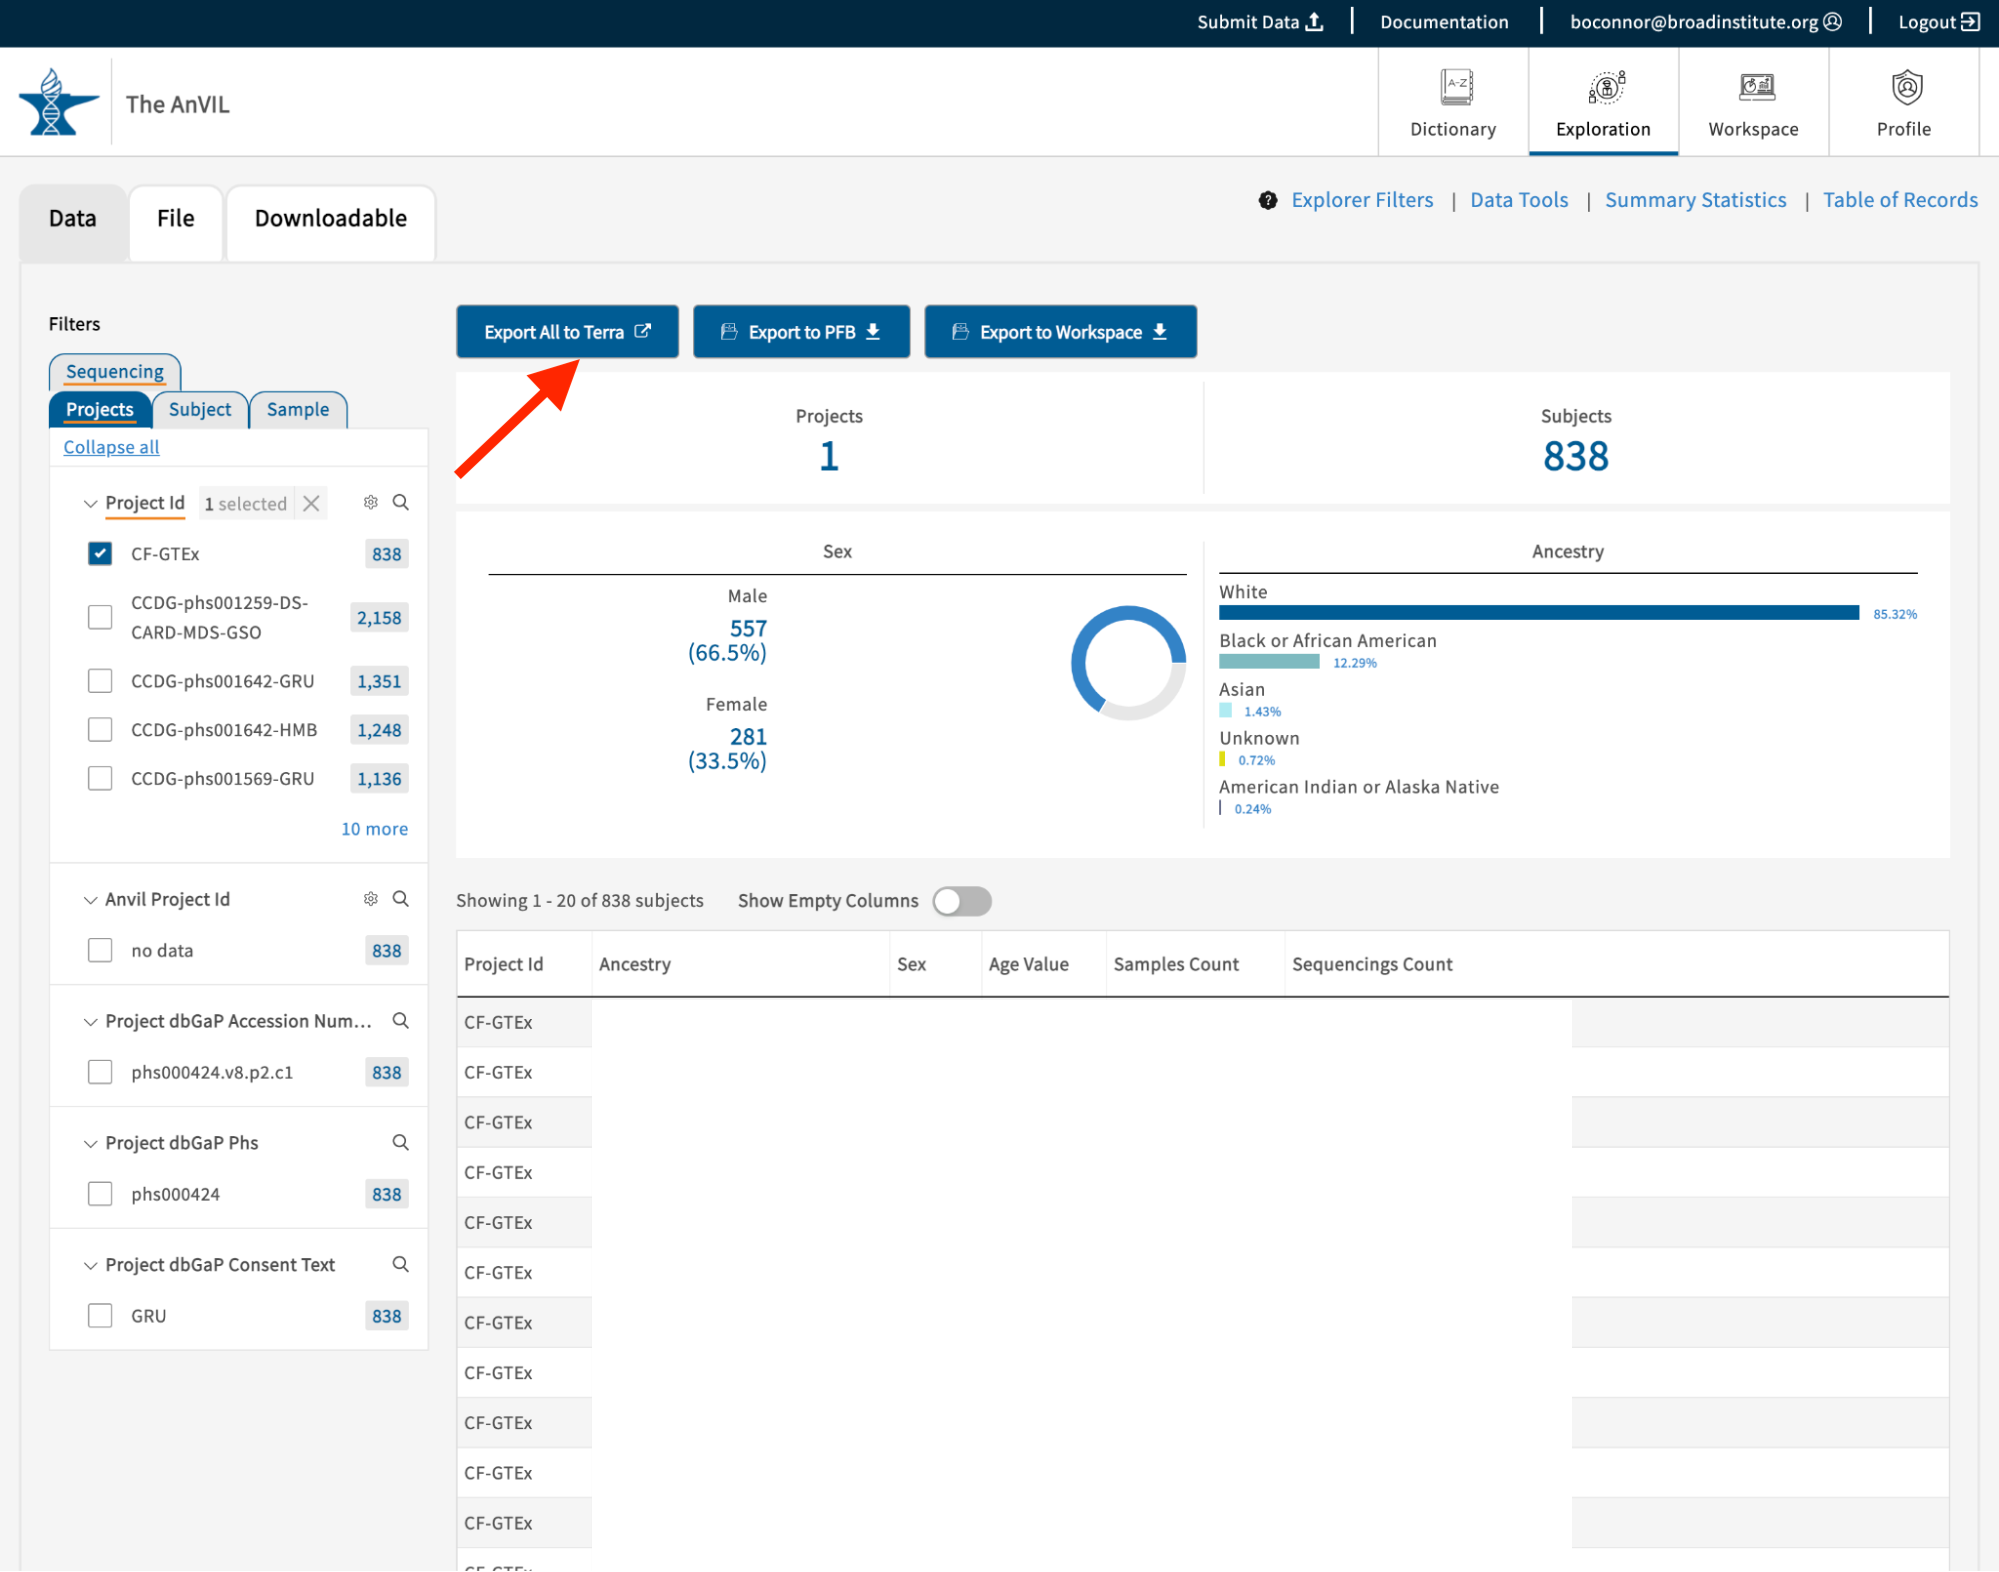 Submit Data
Documentation
boconnor@broadinstitute.org
Logout
The AnVIL
A-Z
Dictionary
Exploration
Workspace
Profile
Data
File
Downloadable
? Explorer Filters | Data Tools | Summary Statistics | Table of Records
Filters
Sequencing
Projects
Subject
Sample
Collapse all
Project Id 1 selected
CF-GTEx 838
CCDG-phs001259-DS-
CARD-MDS-GSO 2,158
CCDG-phs001642-GRU 1,351
CCDG-phs001642-HMB 1,248
CCDG-phs001569-GRU 1,136
10 more
Anvil Project Id
no data 838
Project dbGaP Accession Num...
phs000424.v8.p2.c1 838
Project dbGaP Phs
phs000424 838
Project dbGaP Consent Text
GRU 838
Export All to Terra
Export to PFB
Export to Workspace
Projects
1
Subjects
838
Sex
Male
557
(66.5%)
Female
281
(33.5%)
Ancestry
White
85.32%
Black or African American
12.29%
Asian
1.43%
Unknown
0.72%
American Indian or Alaska Native
0.24%
Showing 1 - 20 of 838 subjects
Show Empty Columns
Project Id Ancestry Sex Age Value Samples Count Sequencings Count
CF-GTEx
CF-GTEx
CF-GTEx
CF-GTEx
CF-GTEx
CF-GTEx
CF-GTEx
CF-GTEx
CF-GTEx
CF-GTEx
CF-GTEx